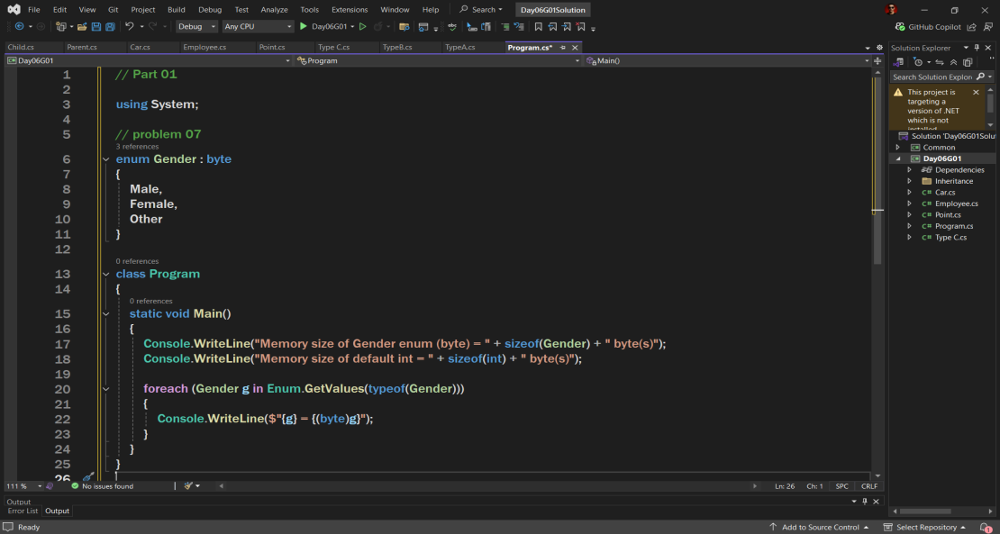 File Edit View Git Project Build Debug Test Analyze Tools Extensions Window Help Search Day06G01Solution
Debug Any CPU Day06G01 GitHub Copilot
Child.cs Parent.cs Car.cs Employee.cs Point.cs Type C.cs TypeB.cs TypeA.cs Program.cs*
Day06G01 Program Main()
1 // Part 01
2
3 using System;
4
5 // problem 07
3 references
6 enum Gender : byte
7 {
8 Male,
9 Female,
10 Other
11 }
12
0 references
13 class Program
14 {
0 references
15 static void Main()
16 {
17 Console.WriteLine("Memory size of Gender enum (byte) = " + sizeof(Gender) + " byte(s)");
18 Console.WriteLine("Memory size of default int = " + sizeof(int) + " byte(s)");
19
20 foreach (Gender g in Enum.GetValues(typeof(Gender)))
21 {
22 Console.WriteLine($"{g} = {(byte)g}");
23 }
24 }
25 }
26
111 % No issues found Ln: 26 Ch: 1 SPC CRLF
Output
Error List Output
Ready Add to Source Control Select Repository 1
Solution Explorer
Search Solution Explor
This project is
targeting a
version of .NET
which is not
installed
Solution 'Day06G01Solu
Common
Day06G01
Dependencies
Inheritance
C# Car.cs
C# Employee.cs
C# Point.cs
C# Program.cs
C# Type C.cs